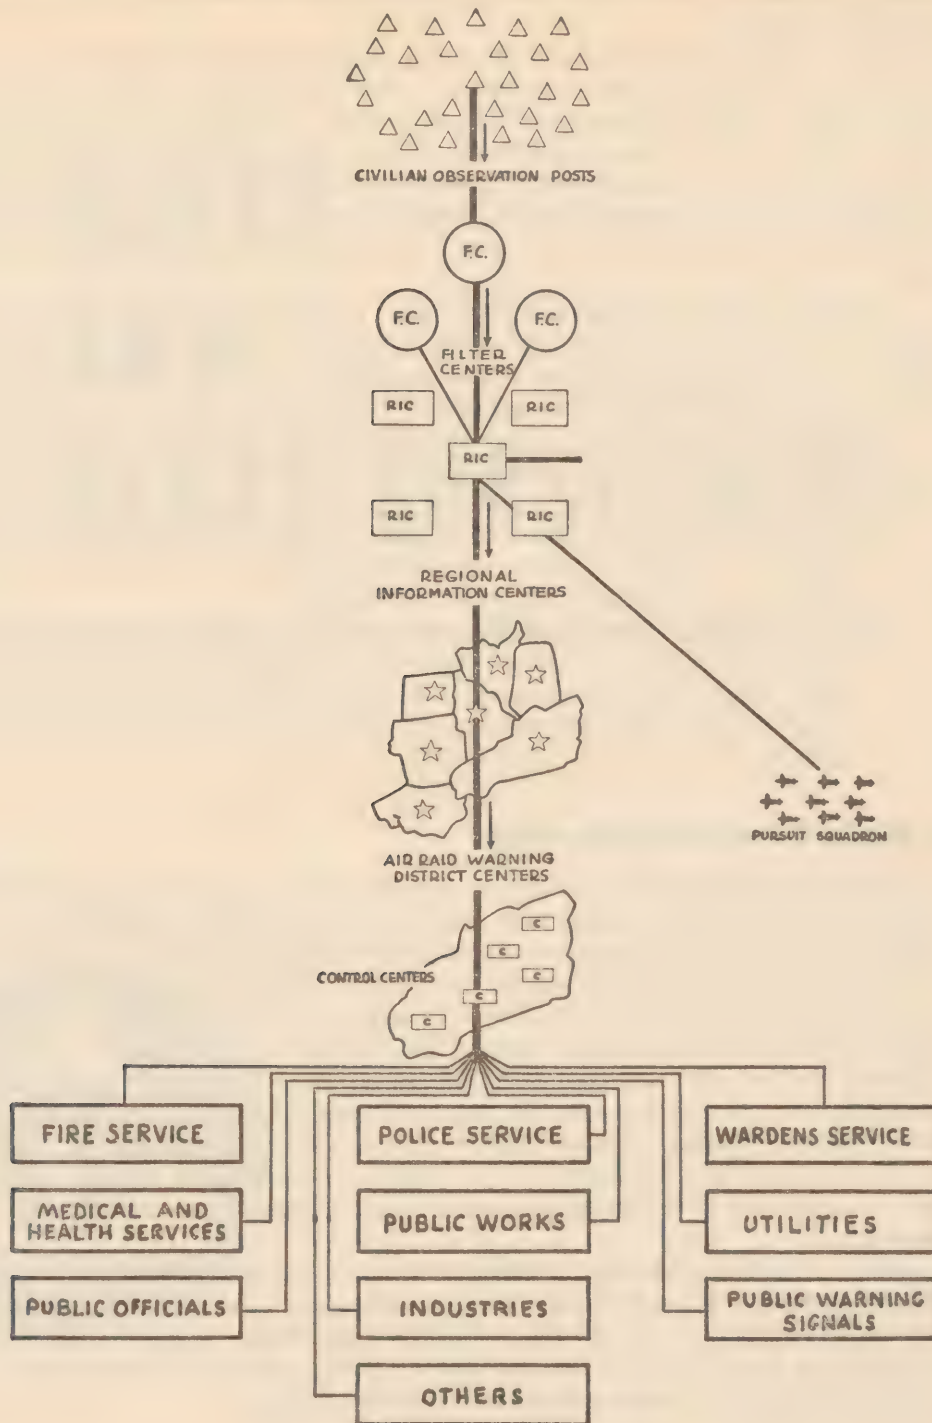 CIVILIAN OBSERVATION POSTS
F.C.
F.C.
F.C.
FILTER
CENTERS
RIC
RIC
RIC
RIC
RIC
REGIONAL
INFORMATION CENTERS
PURSUIT SQUADRON
AIR RAID WARNING
DISTRICT CENTERS
C
C
CONTROL CENTERS
C
C
C
FIRE SERVICE
POLICE SERVICE
WARDENS SERVICE
MEDICAL AND
HEALTH SERVICES
PUBLIC WORKS
UTILITIES
PUBLIC OFFICIALS
INDUSTRIES
PUBLIC WARNING
SIGNALS
OTHERS